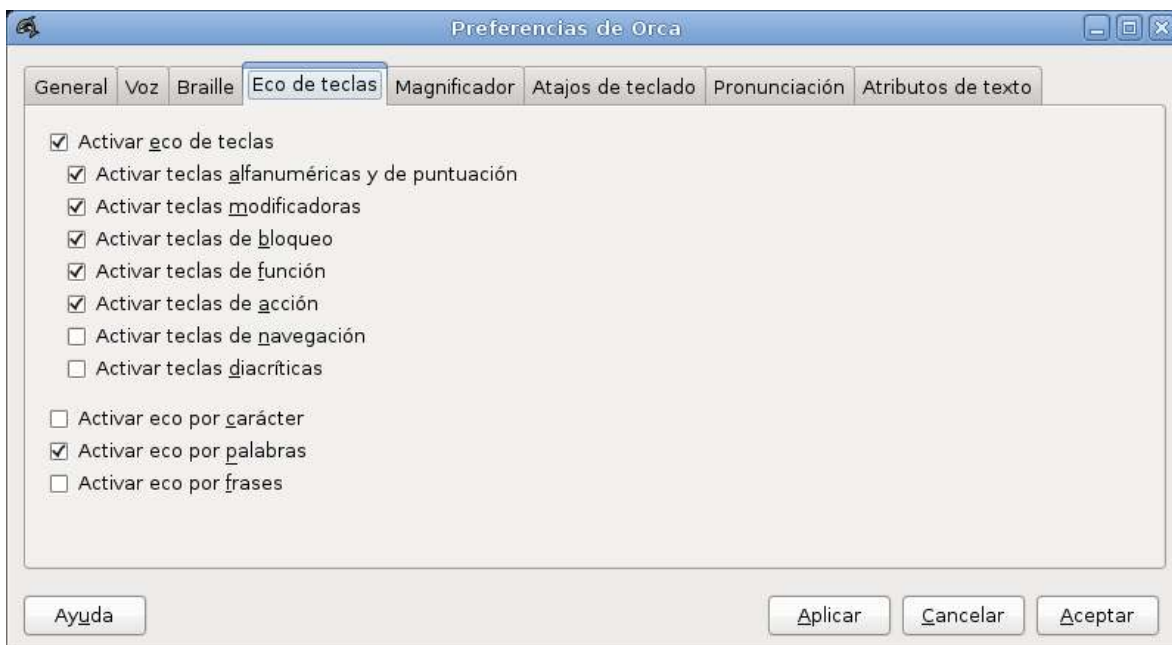 Preferencias de Orca
General Voz Braille Eco de teclas Magnificador Atajos de teclado Pronunciación Atributos de texto
Activar eco de teclas
Activar teclas alfanuméricas y de puntuación
Activar teclas modificadoras
Activar teclas de bloqueo
Activar teclas de función
Activar teclas de acción
Activar teclas de navegación
Activar teclas diacríticas
Activar eco por carácter
Activar eco por palabras
Activar eco por frases
Ayuda Aplicar Cancelar Aceptar